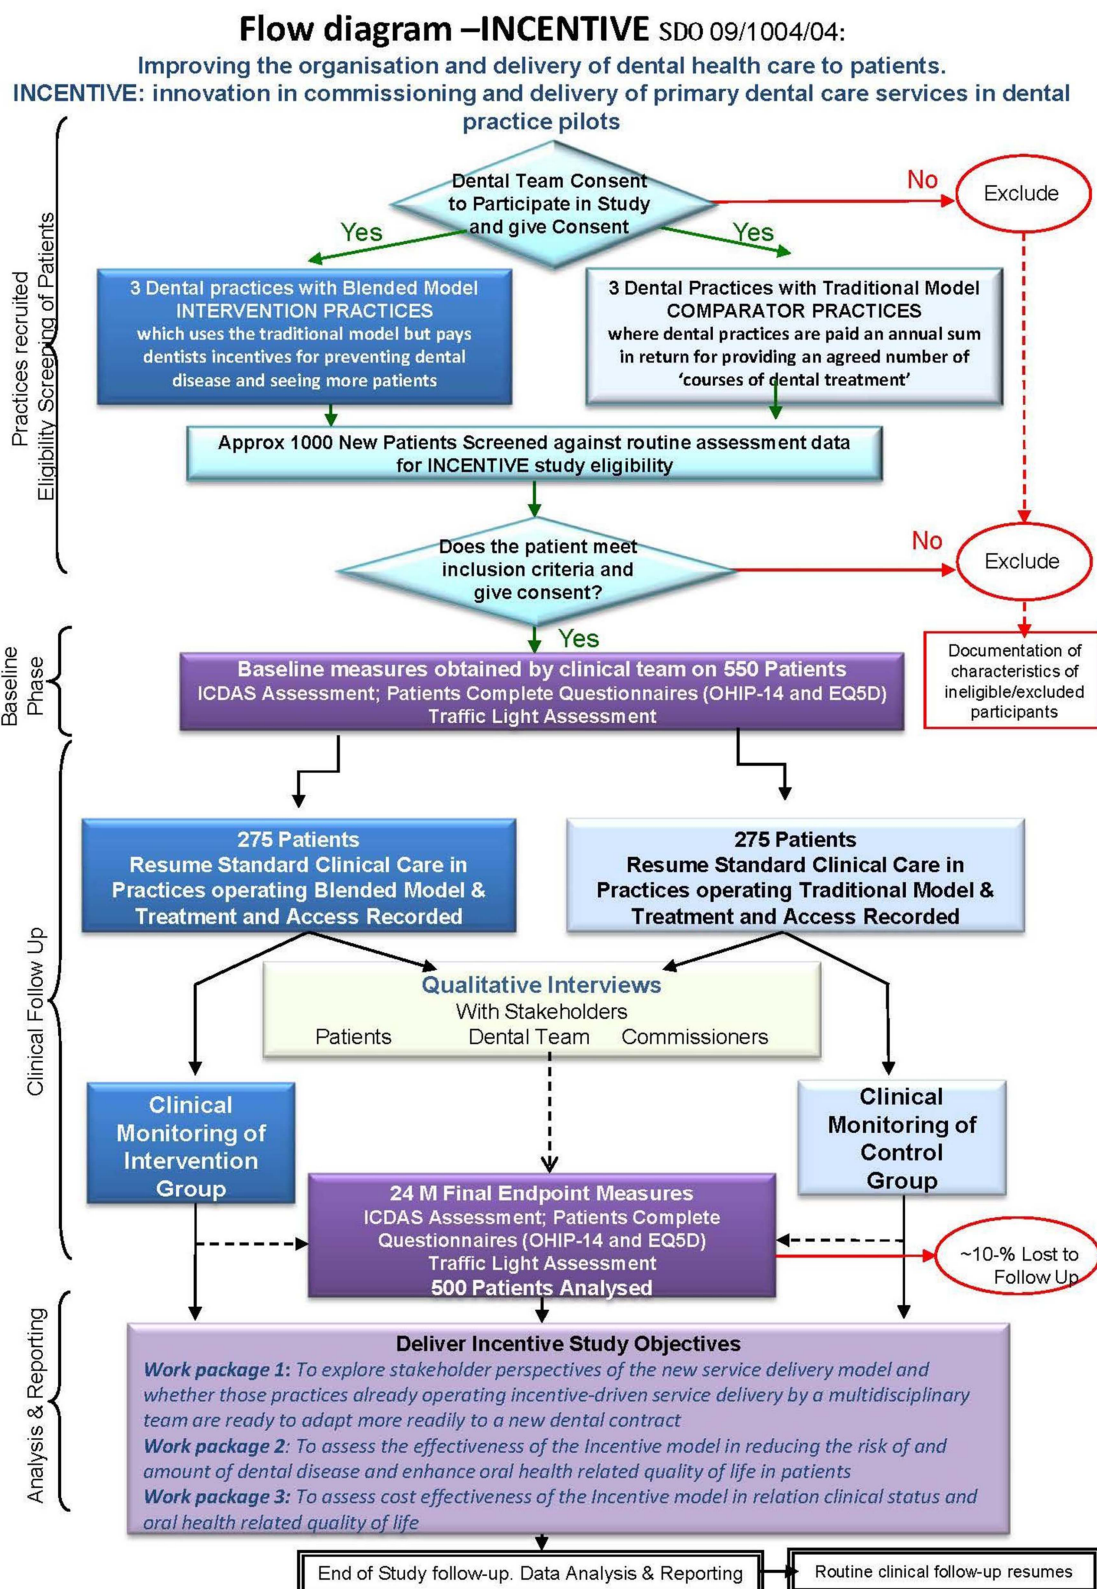 Flow diagram –INCENTIVE SDO 09/1004/04:
Improving the organisation and delivery of dental health care to patients.
INCENTIVE: innovation in commissioning and delivery of primary dental care services in dental
practice pilots
Practices recruited
Eligibility Screening of Patients
Dental Team Consent
to Participate in Study
and give Consent
No
Exclude
Yes
Yes
3 Dental practices with Blended Model
INTERVENTION PRACTICES
which uses the traditional model but pays
dentists incentives for preventing dental
disease and seeing more patients
3 Dental Practices with Traditional Model
COMPARATOR PRACTICES
where dental practices are paid an annual sum
in return for providing an agreed number of
‘courses of dental treatment’
Approx 1000 New Patients Screened against routine assessment data
for INCENTIVE study eligibility
Does the patient meet
inclusion criteria and
give consent?
No
Exclude
Yes
Documentation of
characteristics of
ineligible/excluded
participants
Baseline
Phase
Baseline measures obtained by clinical team on 550 Patients
ICDAS Assessment; Patients Complete Questionnaires (OHIP-14 and EQ5D)
Traffic Light Assessment
Clinical Follow Up
275 Patients
Resume Standard Clinical Care in
Practices operating Blended Model &
Treatment and Access Recorded
275 Patients
Resume Standard Clinical Care in
Practices operating Traditional Model &
Treatment and Access Recorded
Qualitative Interviews
With Stakeholders
Patients Dental Team Commissioners
Clinical
Monitoring of
Intervention
Group
Clinical
Monitoring of
Control
Group
24 M Final Endpoint Measures
ICDAS Assessment; Patients Complete
Questionnaires (OHIP-14 and EQ5D)
Traffic Light Assessment
500 Patients Analysed
~10-% Lost to
Follow Up
Analysis & Reporting
Deliver Incentive Study Objectives
Work package 1: To explore stakeholder perspectives of the new service delivery model and
whether those practices already operating incentive-driven service delivery by a multidisciplinary
team are ready to adapt more readily to a new dental contract
Work package 2: To assess the effectiveness of the Incentive model in reducing the risk of and
amount of dental disease and enhance oral health related quality of life in patients
Work package 3: To assess cost effectiveness of the Incentive model in relation clinical status and
oral health related quality of life
End of Study follow-up. Data Analysis & Reporting
Routine clinical follow-up resumes